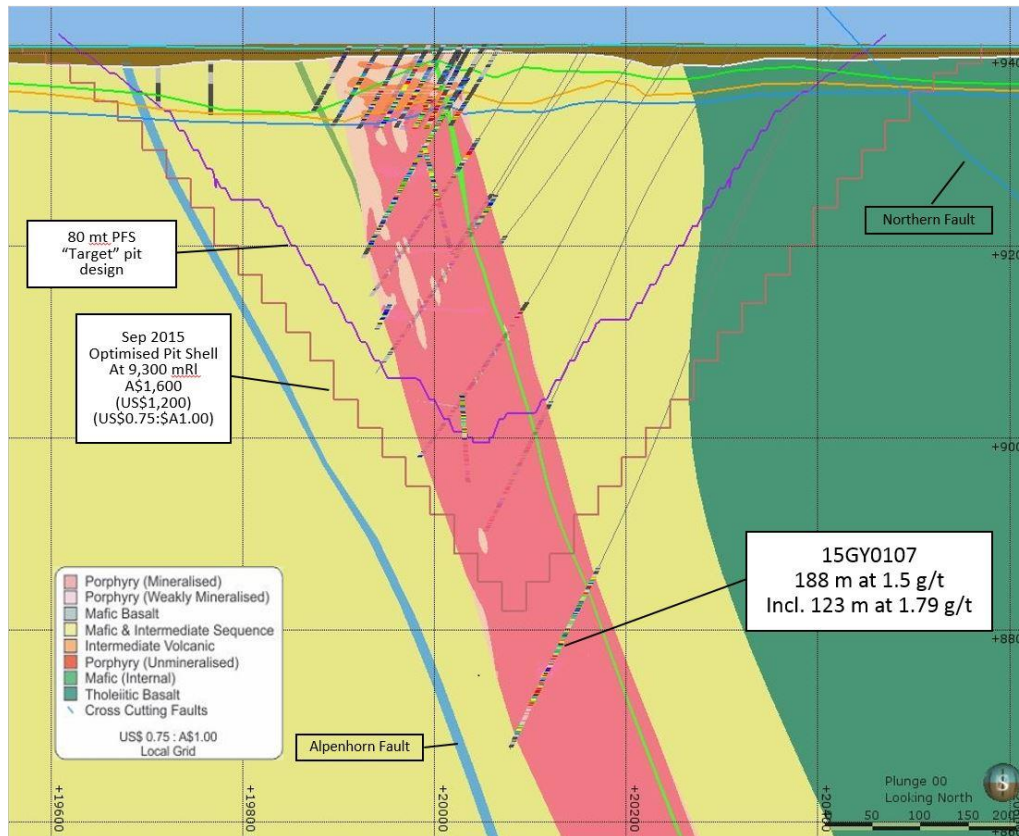 +940
Northern Fault
80 mt PFS
“Target” pit
design
+920
Sep 2015
Optimised Pit Shell
At 9,300 mRl
A$1,600
(US$1,200)
(US$0.75:$A1.00)
+900
15GY0107
188 m at 1.5 g/t
Incl. 123 m at 1.79 g/t
Porphyry (Mineralised)
Porphyry (Weakly Mineralised)
Mafic Basalt
Mafic & Intermediate Sequence
Intermediate Volcanic
Porphyry (Unmineralised)
Mafic (Internal)
Tholeiitic Basalt
Cross Cutting Faults
US$ 0.75 : A$1.00
Local Grid
+880
Alpenhorn Fault
S
Plunge 00
Looking North
50 100 150 200
+19600
+19800
+20000
+20200